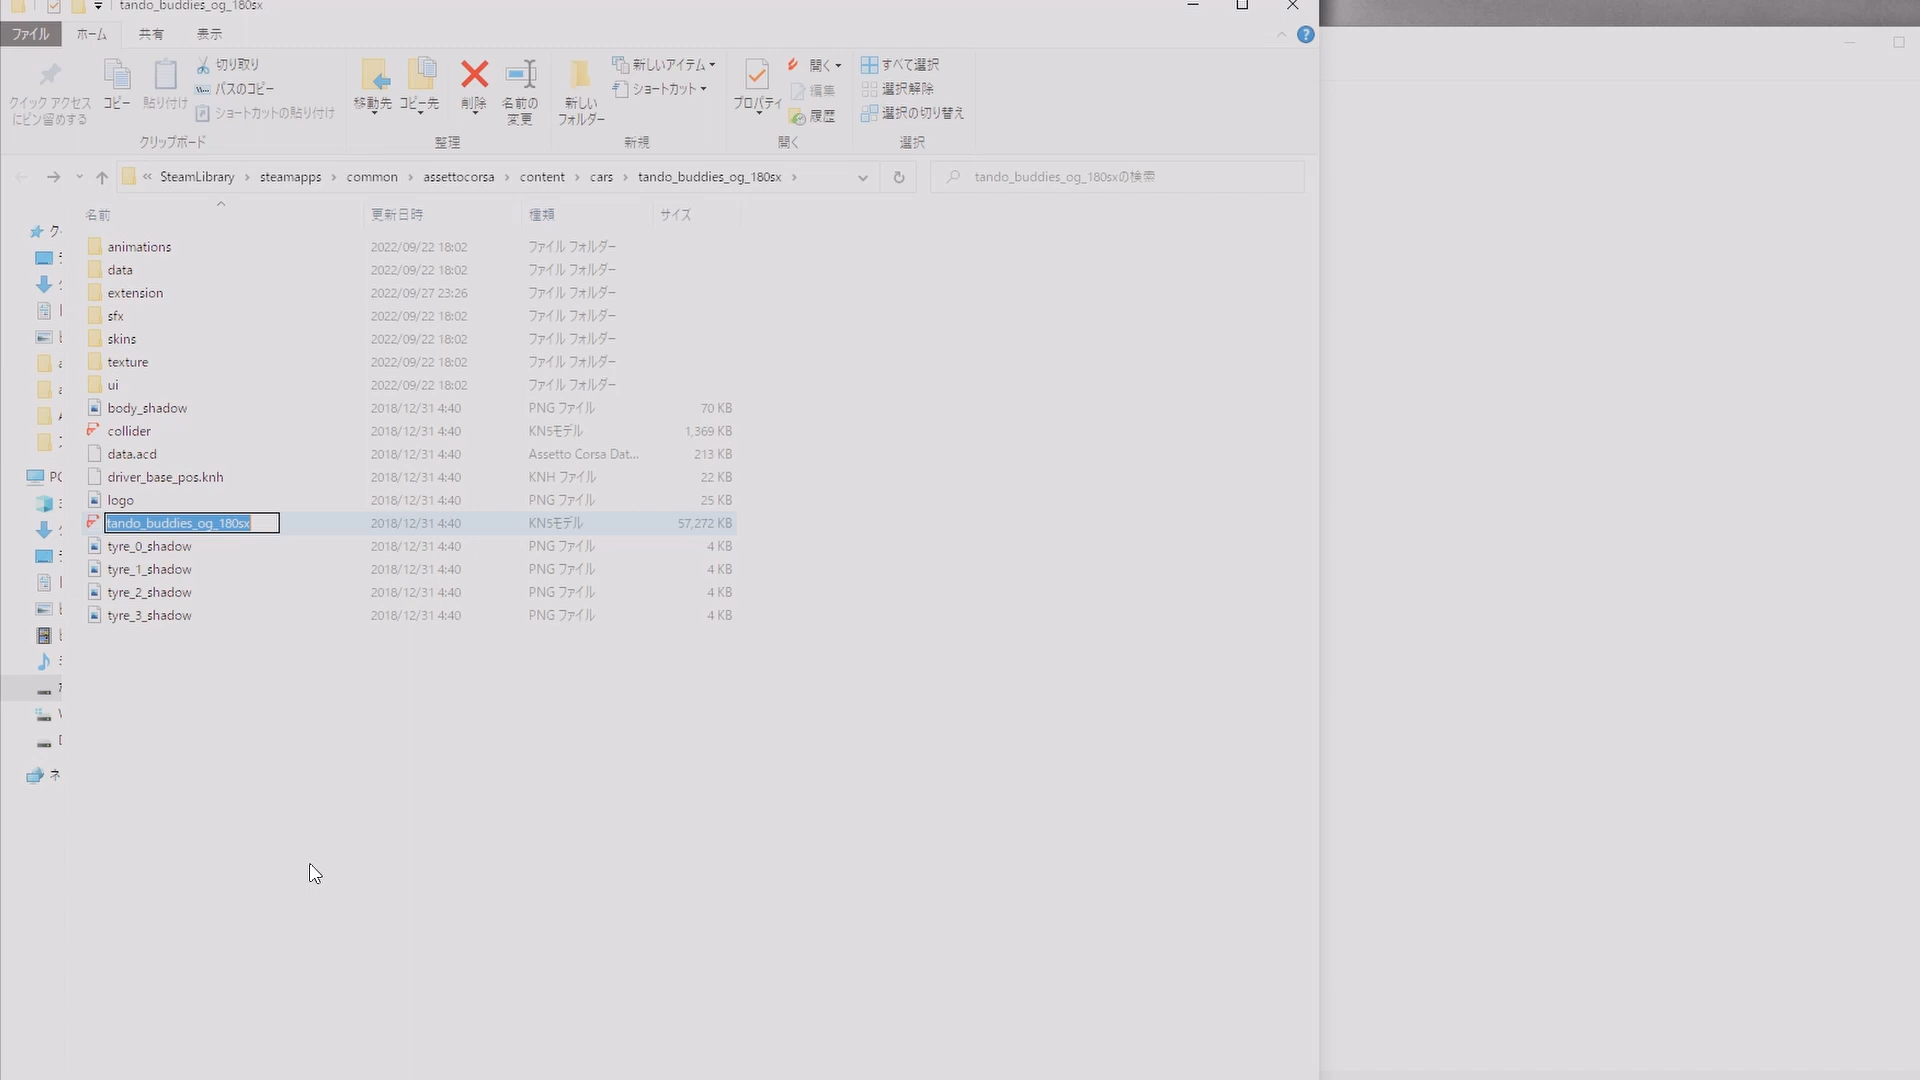 tando_buddies_og_180sx
ファイル ホーム 共有 表示
クイック アクセス
にピン留めする
コピー
貼り付け
切り取り
パスのコピー
ショートカットの貼り付け
クリップボード
移動先
コピー先
削除
名前の
変更
整理
新しい
フォルダー
新しいアイテム
ショートカット
新規
プロパティ
開く
編集
履歴
開く
すべて選択
選択解除
選択の切り替え
選択
« SteamLibrary › steamapps › common › assettocorsa › content › cars › tando_buddies_og_180sx ›
tando_buddies_og_180sxの検索
名前 更新日時 種類 サイズ
animations 2022/09/22 18:02 ファイル フォルダー
data 2022/09/22 18:02 ファイル フォルダー
extension 2022/09/27 23:26 ファイル フォルダー
sfx 2022/09/22 18:02 ファイル フォルダー
skins 2022/09/22 18:02 ファイル フォルダー
texture 2022/09/22 18:02 ファイル フォルダー
ui 2022/09/22 18:02 ファイル フォルダー
body_shadow 2018/12/31 4:40 PNG ファイル 70 KB
collider 2018/12/31 4:40 KN5モデル 1,369 KB
data.acd 2018/12/31 4:40 Assetto Corsa Dat... 213 KB
driver_base_pos.knh 2018/12/31 4:40 KNH ファイル 22 KB
logo 2018/12/31 4:40 PNG ファイル 25 KB
tando_buddies_og_180sx 2018/12/31 4:40 KN5モデル 57,272 KB
tyre_0_shadow 2018/12/31 4:40 PNG ファイル 4 KB
tyre_1_shadow 2018/12/31 4:40 PNG ファイル 4 KB
tyre_2_shadow 2018/12/31 4:40 PNG ファイル 4 KB
tyre_3_shadow 2018/12/31 4:40 PNG ファイル 4 KB
ク
PC
ネ